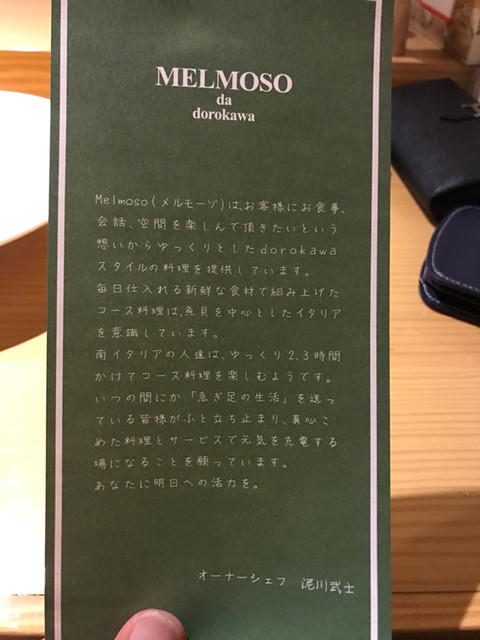 MELMOSO
da
dorokawa
Melmoso(メルモーゾ)は、お客様にお食事、
会話、空間を楽しんで頂きたいという
想いからゆっくりとしたdorokawa
スタイルの料理を提供しています。
毎日仕入れる新鮮な食材で組み上げた
コース料理は、魚貝を中心としたイタリア
を意識しています。
南イタリアの人達は、ゆっくり2,3時間
かけてコース料理を楽しむようです。
いつの間にか「急ぎ足の生活」を送っ
ている皆様がふと立ち止まり、真心こ
めた料理とサービスで元気を充電する
場になることを願っています。
あなたに明日への活力を。
オーナーシェフ 泥川武士